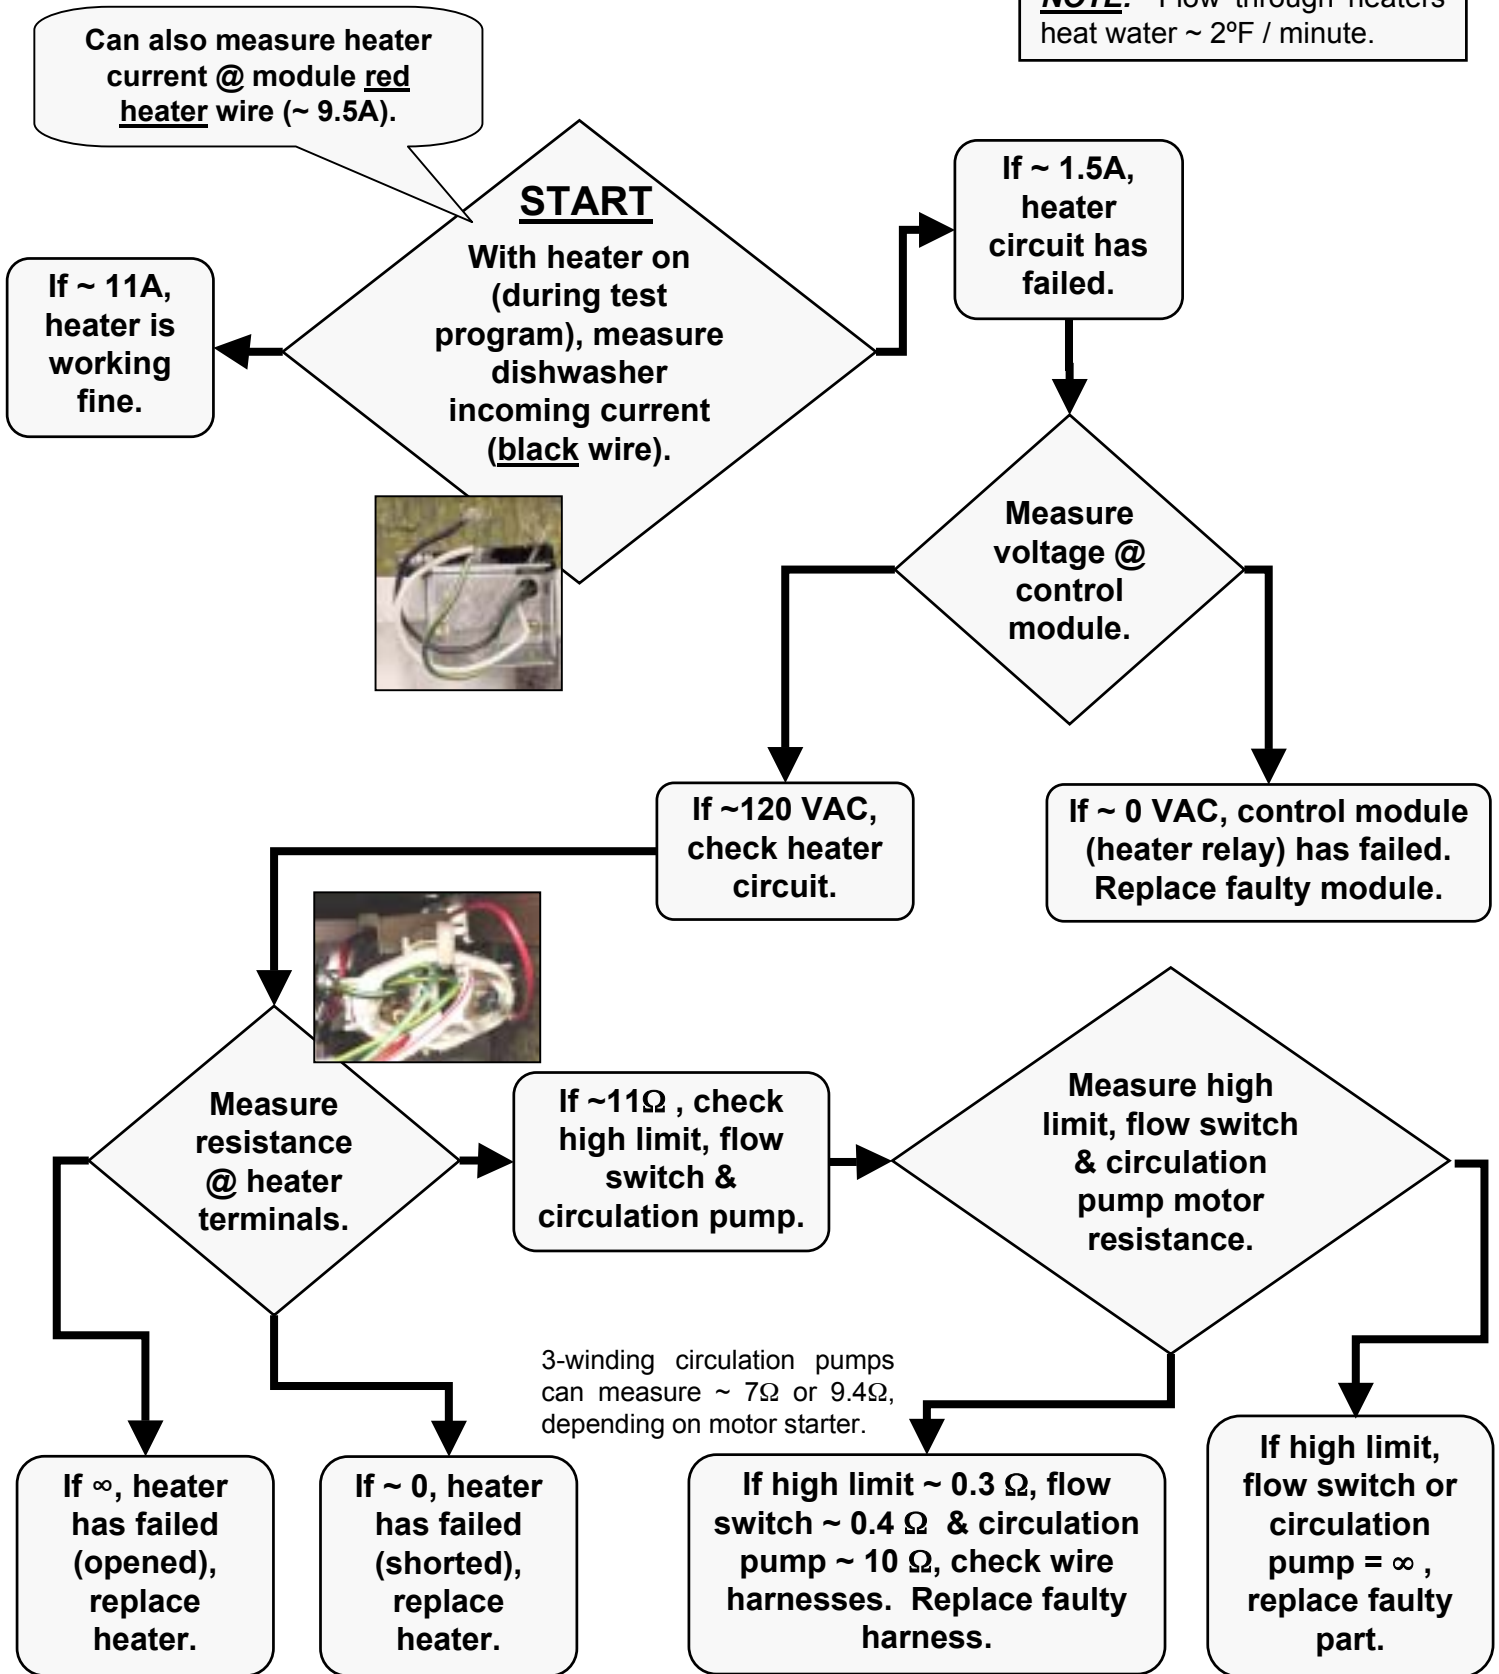 NOTE: Flow through heaters
heat water ~ 2ºF / minute.
Can also measure heater
current @ module red
heater wire (~ 9.5A).
START
With heater on
(during test
program), measure
dishwasher
incoming current
(black wire).
If ~ 11A,
heater is
working
fine.
If ~ 1.5A,
heater
circuit has
failed.
Measure
voltage @
control
module.
If ~120 VAC,
check heater
circuit.
If ~ 0 VAC, control module
(heater relay) has failed.
Replace faulty module.
Measure
resistance
@ heater
terminals.
If ~11Ω , check
high limit, flow
switch &
circulation pump.
Measure high
limit, flow switch
& circulation
pump motor
resistance.
3-winding circulation pumps
can measure ~ 7Ω or 9.4Ω,
depending on motor starter.
If ∞, heater
has failed
(opened),
replace
heater.
If ~ 0, heater
has failed
(shorted),
replace
heater.
If high limit ~ 0.3 Ω, flow
switch ~ 0.4 Ω & circulation
pump ~ 10 Ω, check wire
harnesses. Replace faulty
harness.
If high limit,
flow switch or
circulation
pump = ∞ ,
replace faulty
part.